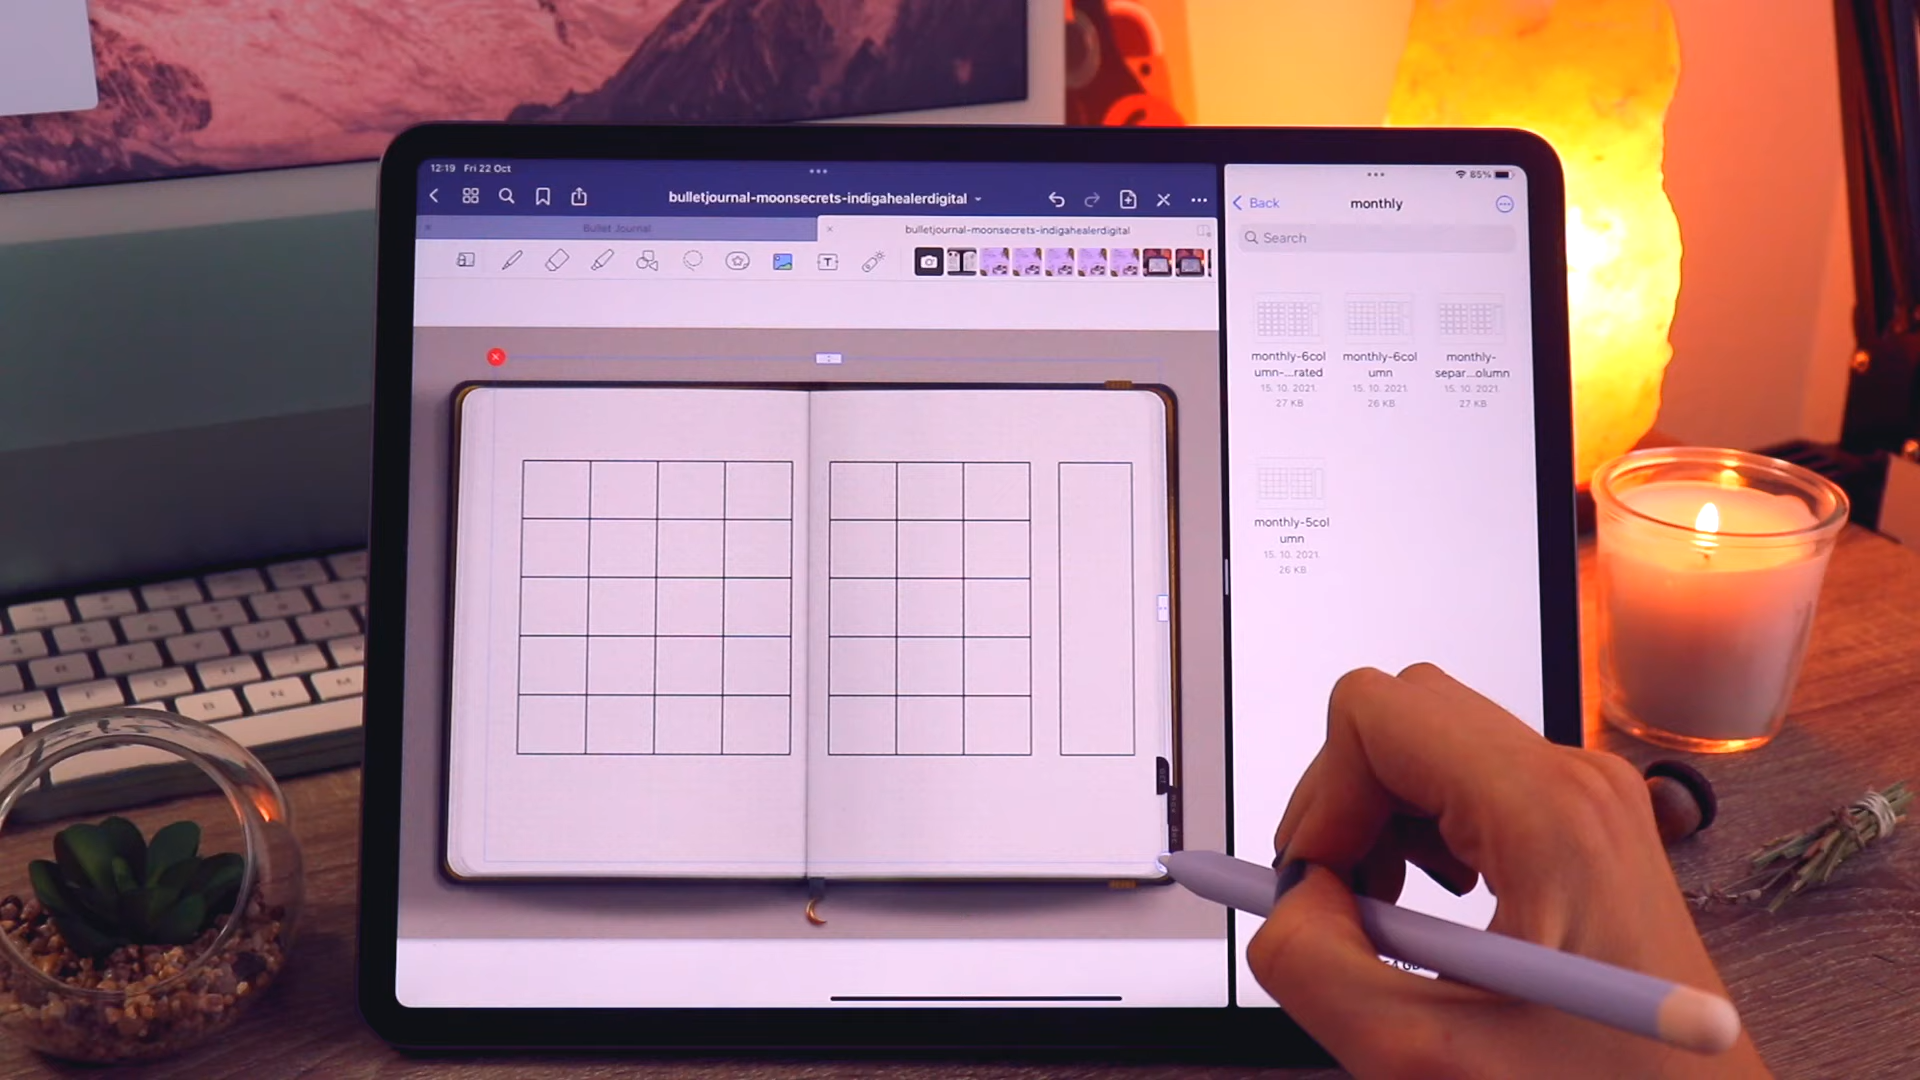 12:19 Fri 22 Oct
bulletjournal-moonsecrets-indigahealerdigital
Bullet Journal
bulletjournal-moonsecrets-indigahealerdigital
T
85%
Back
monthly
Search
monthly-6col
umn-...rated
15. 10. 2021.
27 KB
monthly-6col
umn
15. 10. 2021.
26 KB
monthly-
separ...olumn
15. 10. 2021.
27 KB
monthly-5col
umn
15. 10. 2021.
26 KB